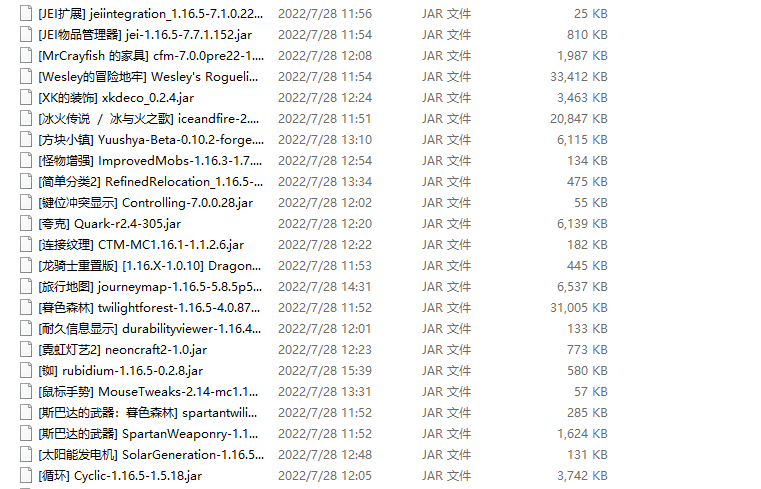 [JEI扩展] jeiintegration_1.16.5-7.1.0.22... 2022/7/28 11:56 JAR 文件 25 KB
[JEI物品管理器] jei-1.16.5-7.7.1.152.jar 2022/7/28 11:54 JAR 文件 810 KB
[MrCrayfish 的家具] cfm-7.0.0pre22-1.... 2022/7/28 12:08 JAR 文件 1,987 KB
[Wesley的冒险地牢] Wesley's Rogueli... 2022/7/28 11:54 JAR 文件 33,412 KB
[XK的装饰] xkdeco_0.2.4.jar 2022/7/28 12:24 JAR 文件 3,463 KB
[冰火传说 / 冰与火之歌] iceandfire-2.... 2022/7/28 11:51 JAR 文件 20,847 KB
[方块小镇] Yuushya-Beta-0.10.2-forge.... 2022/7/28 13:10 JAR 文件 6,115 KB
[怪物增强] ImprovedMobs-1.16.3-1.7.... 2022/7/28 12:54 JAR 文件 134 KB
[简单分类2] RefinedRelocation_1.16.5-... 2022/7/28 13:34 JAR 文件 475 KB
[键位冲突显示] Controlling-7.0.0.28.jar 2022/7/28 12:02 JAR 文件 55 KB
[夸克] Quark-r2.4-305.jar 2022/7/28 12:20 JAR 文件 6,139 KB
[连接纹理] CTM-MC1.16.1-1.1.2.6.jar 2022/7/28 12:22 JAR 文件 182 KB
[龙骑士重置版] [1.16.X-1.0.10] Dragon... 2022/7/28 11:53 JAR 文件 445 KB
[旅行地图] journeymap-1.16.5-5.8.5p5... 2022/7/28 14:31 JAR 文件 6,537 KB
[暮色森林] twilightforest-1.16.5-4.0.87... 2022/7/28 11:52 JAR 文件 31,005 KB
[耐久信息显示] durabilityviewer-1.16.4... 2022/7/28 12:01 JAR 文件 133 KB
[霓虹灯艺2] neoncraft2-1.0.jar 2022/7/28 12:23 JAR 文件 773 KB
[铷] rubidium-1.16.5-0.2.8.jar 2022/7/28 15:39 JAR 文件 580 KB
[鼠标手势] MouseTweaks-2.14-mc1.1... 2022/7/28 13:31 JAR 文件 57 KB
[斯巴达的武器：暮色森林] spartantwili... 2022/7/28 11:52 JAR 文件 285 KB
[斯巴达的武器] SpartanWeaponry-1.1... 2022/7/28 11:52 JAR 文件 1,624 KB
[太阳能发电机] SolarGeneration-1.16.5... 2022/7/28 12:48 JAR 文件 131 KB
[循环] Cyclic-1.16.5-1.5.18.jar 2022/7/28 12:05 JAR 文件 3,742 KB